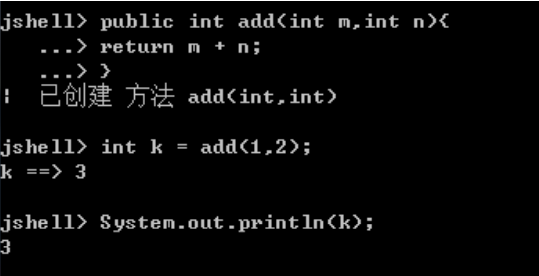 jshell> public int add(int m,int n){
...> return m + n;
...> }
| 已创建 方法 add(int,int)
jshell> int k = add(1,2);
k ==> 3
jshell> System.out.println(k);
3